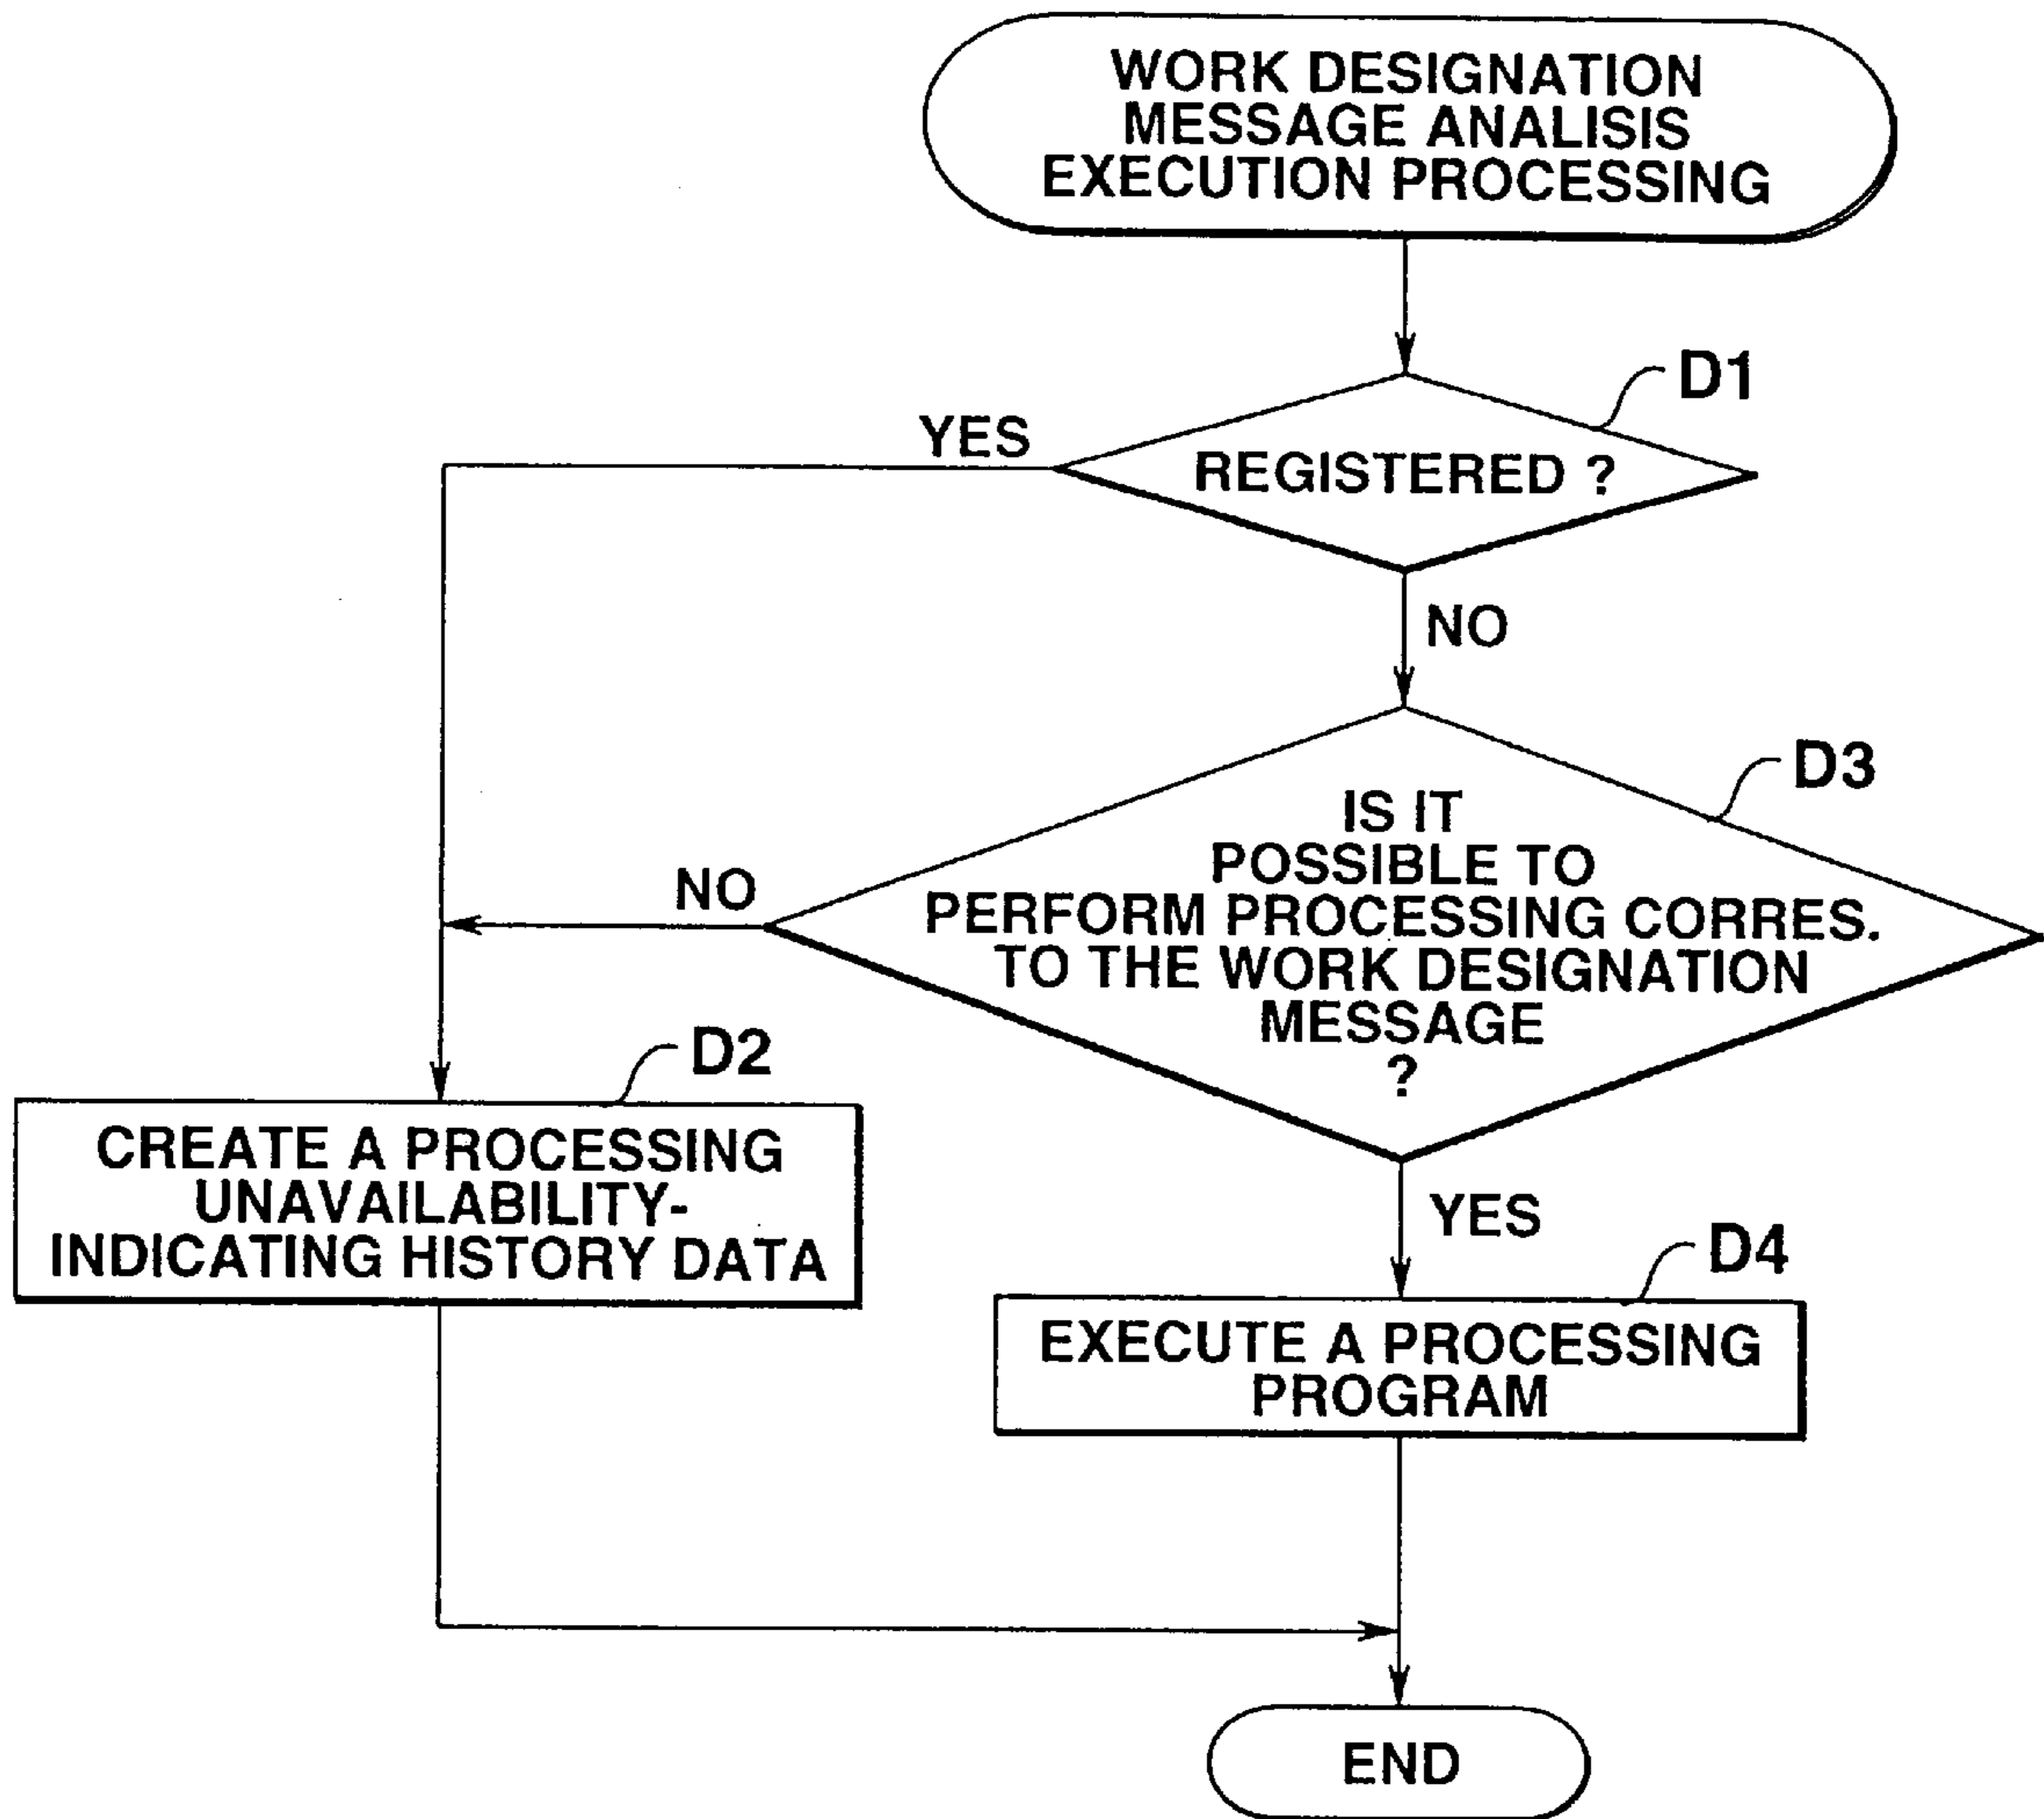 WORK DESIGNATION
MESSAGE ANALISIS
EXECUTION PROCESSING
D1
YES
REGISTERED ?
NO
D3
IS IT
POSSIBLE TO
PERFORM PROCESSING CORRES.
TO THE WORK DESIGNATION
MESSAGE
?
NO
D2
CREATE A PROCESSING
UNAVAILABILITY-
INDICATING HISTORY DATA
YES
D4
EXECUTE A PROCESSING
PROGRAM
END